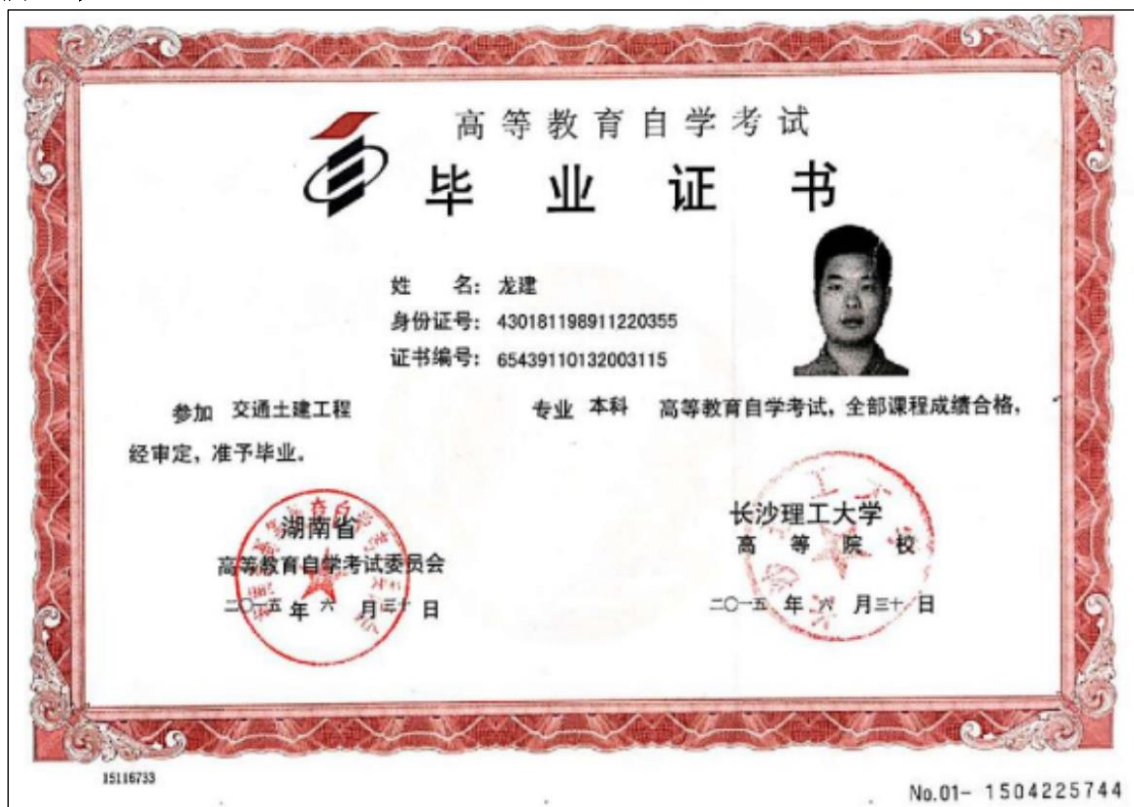 高等教育自学考试
毕业证书
姓 名: 龙建
身份证号: 430181198911220355
证书编号: 65439110132003115
参加 交通土建工程 专业 本科 高等教育自学考试, 全部课程成绩合格,
经审定, 准予毕业.
湖南省
高等教育自学考试委员会
二〇一五 年 六 月 三十 日
长沙理工大学
高等院校
二〇一五 年 六 月 三十 日
15116733
No.01- 1504225744